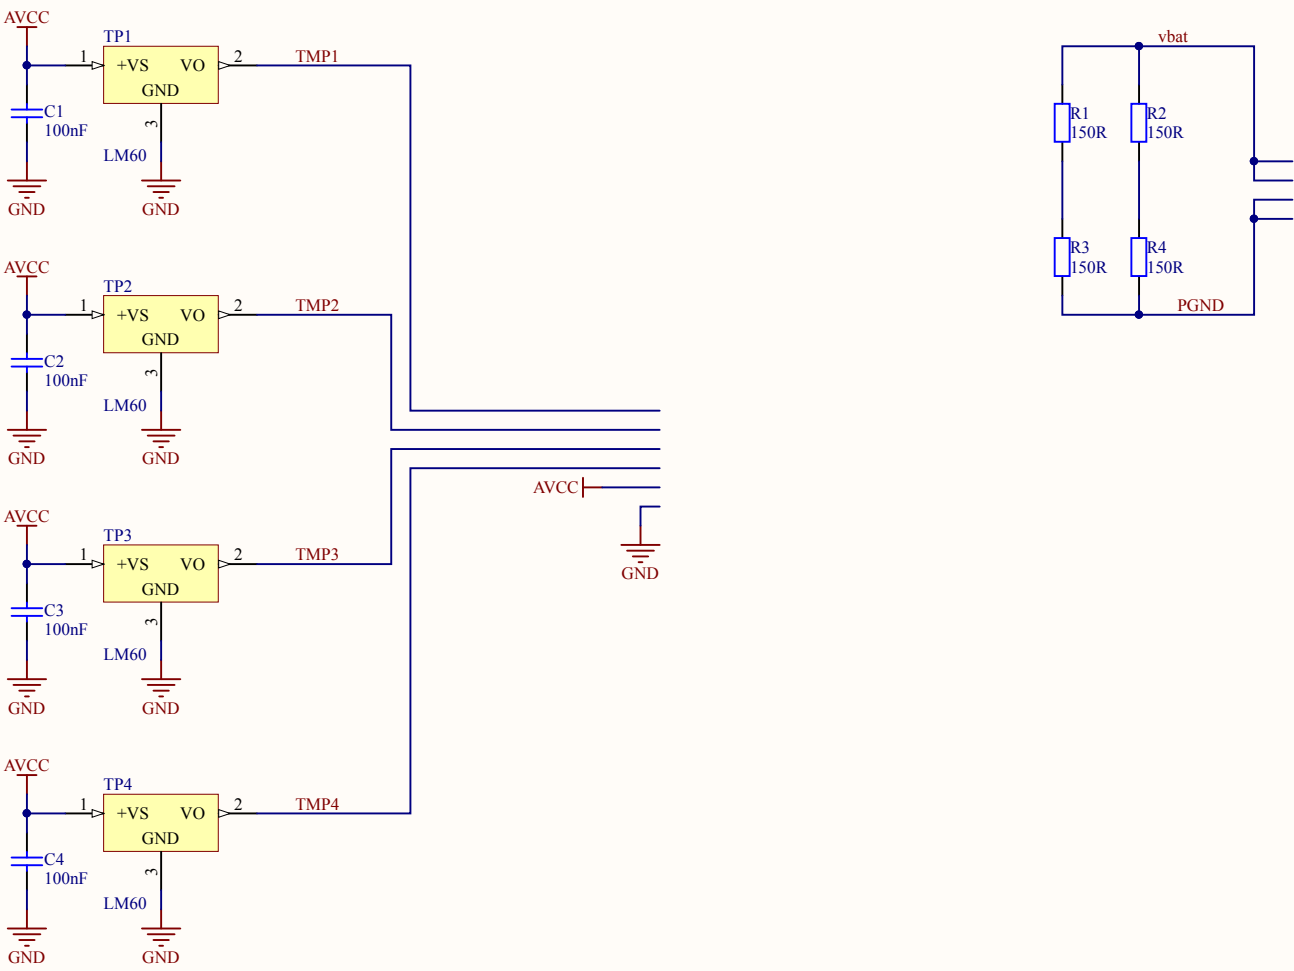 AVCC
TP1
1
+VS
VO
2
TMP1
GND
C1
100nF
3
LM60
GND
GND
AVCC
TP2
1
+VS
VO
2
TMP2
GND
C2
100nF
3
LM60
GND
GND
AVCC
TP3
1
+VS
VO
2
TMP3
GND
C3
100nF
3
LM60
GND
GND
AVCC
TP4
1
+VS
VO
2
TMP4
GND
C4
100nF
3
LM60
GND
GND
AVCC
GND
vbat
R1
150R
R2
150R
R3
150R
R4
150R
PGND